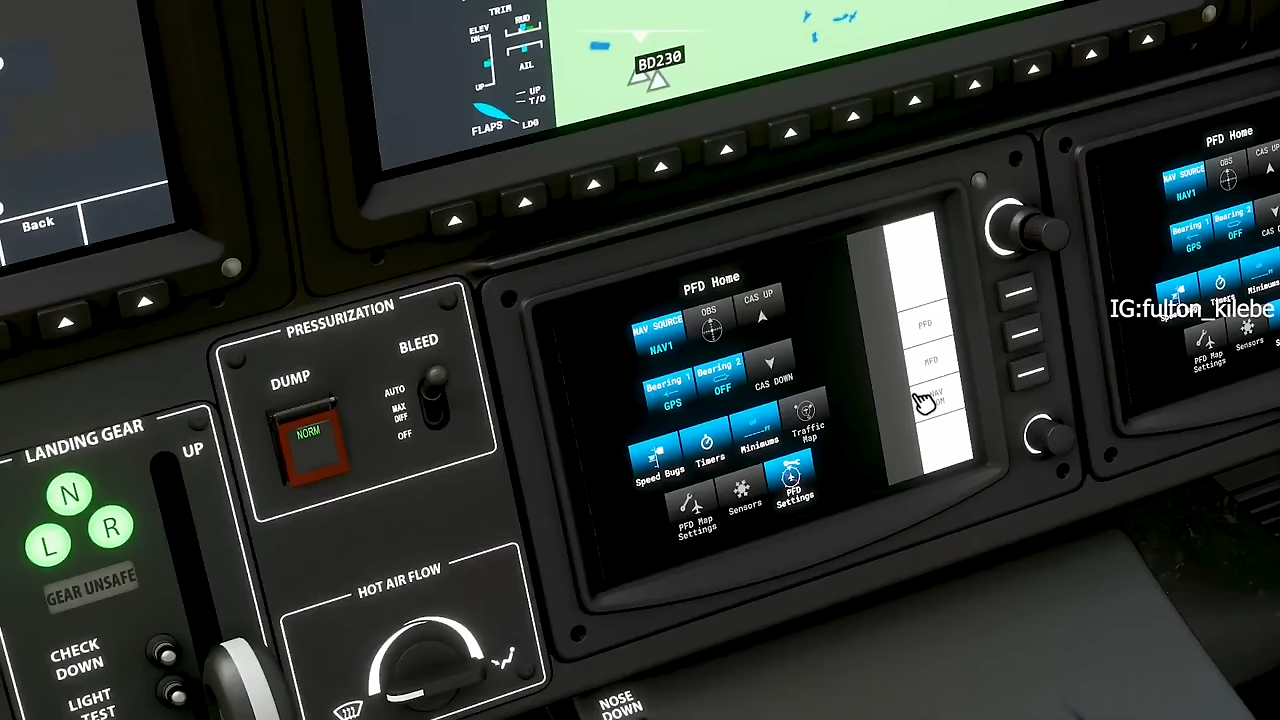 TRIM
ELEV
DN
RUD
AIL
UP
UP
T/O
LDG
FLAPS
BD230
Back
PRESSURIZATION
BLEED
DUMP
AUTO
MAX
DIFF
OFF
NORM
LANDING GEAR
UP
N
L
R
GEAR UNSAFE
CHECK
DOWN
LIGHT
TEST
HOT AIR FLOW
NOSE
DOWN
PFD Home
NAV SOURCE
NAV1
OBS
CAS UP
Bearing 1
GPS
Bearing 2
OFF
CAS DOWN
Speed Bugs
Timers
Minimums
Traffic
Map
PFD Map
Settings
Sensors
PFD
Settings
PFD
MFD
PFD Home
NAV SOURCE
NAV1
OBS
CAS UP
Bearing 1
GPS
Bearing 2
OFF
Minimums
PFD Map
Settings
Sensors
IG:fulton_kilebe